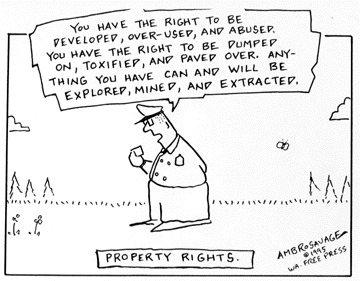 YOU HAVE THE RIGHT TO BE
DEVELOPED, OVER-USED, AND ABUSED.
YOU HAVE THE RIGHT TO BE DUMPED
ON, TOXIFIED, AND PAVED OVER. ANY-
THING YOU HAVE CAN AND WILL BE
EXPLORED, MINED, AND EXTRACTED.
PROPERTY RIGHTS.
AMBROSAVAGE
©1995
WA. FREE PRESS